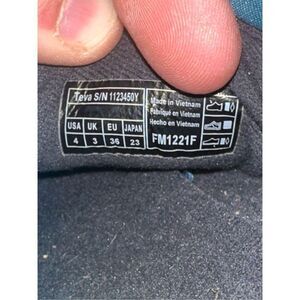 Teva S/N 1123450Y
USA UK EU JAPAN
4 3 36 23
Made in Vietnam
Fabriqué en Vietnam
Hecho en Vietnam
FM1221F